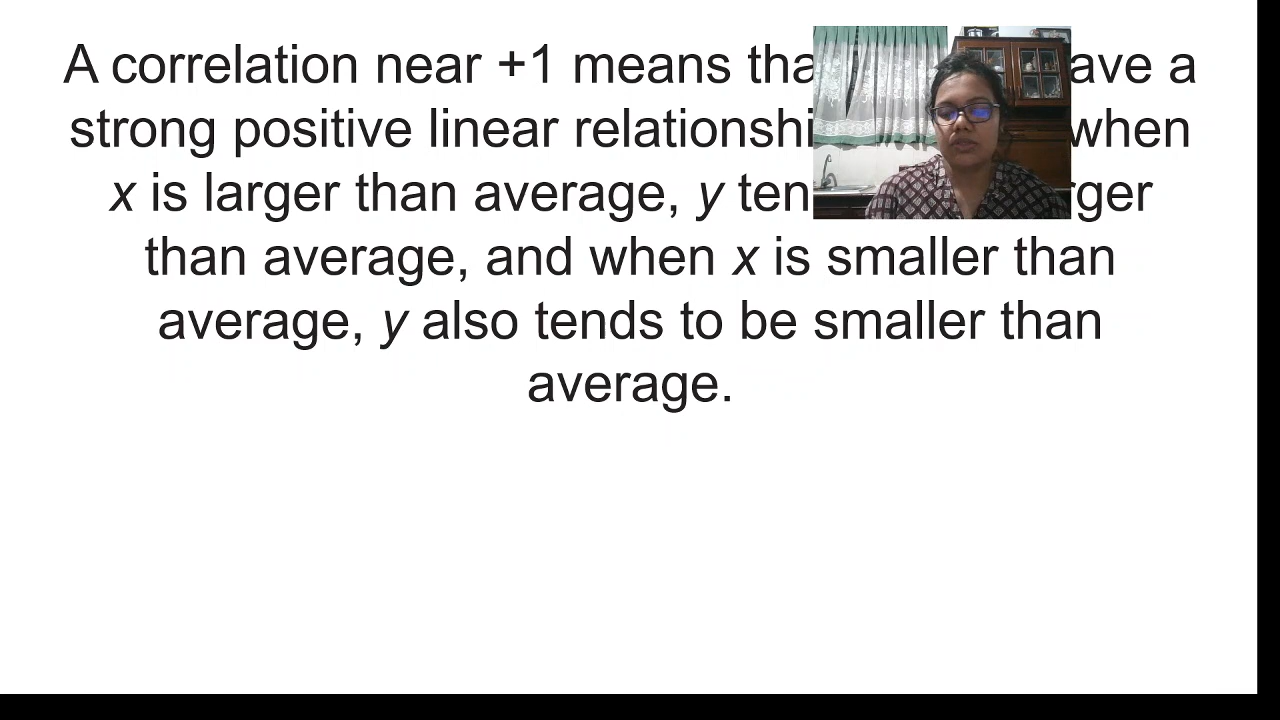 A correlation near +1 means tha ave a
strong positive linear relationshi when
x is larger than average, y ten rger
than average, and when x is smaller than
average, y also tends to be smaller than
average.